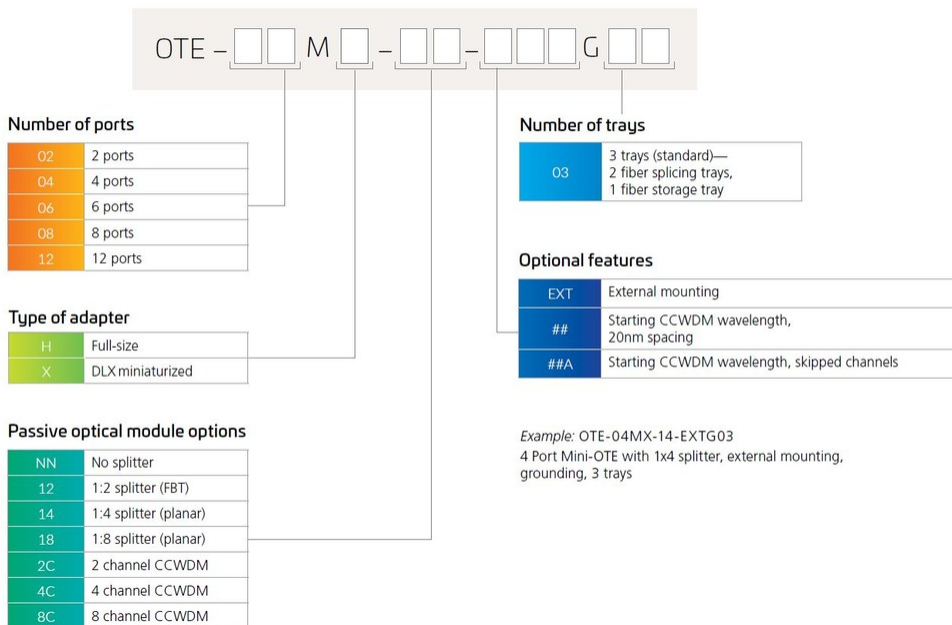 OTE – M – – G
Number of ports
02 2 ports
04 4 ports
06 6 ports
08 8 ports
12 12 ports
Type of adapter
H Full-size
X DLX miniaturized
Passive optical module options
NN No splitter
12 1:2 splitter (FBT)
14 1:4 splitter (planar)
18 1:8 splitter (planar)
2C 2 channel CCWDM
4C 4 channel CCWDM
8C 8 channel CCWDM
Number of trays
03 3 trays (standard)—
2 fiber splicing trays,
1 fiber storage tray
Optional features
EXT External mounting
## Starting CCWDM wavelength,
20nm spacing
##A Starting CCWDM wavelength, skipped channels
Example: OTE-04MX-14-EXTG03
4 Port Mini-OTE with 1x4 splitter, external mounting,
grounding, 3 trays